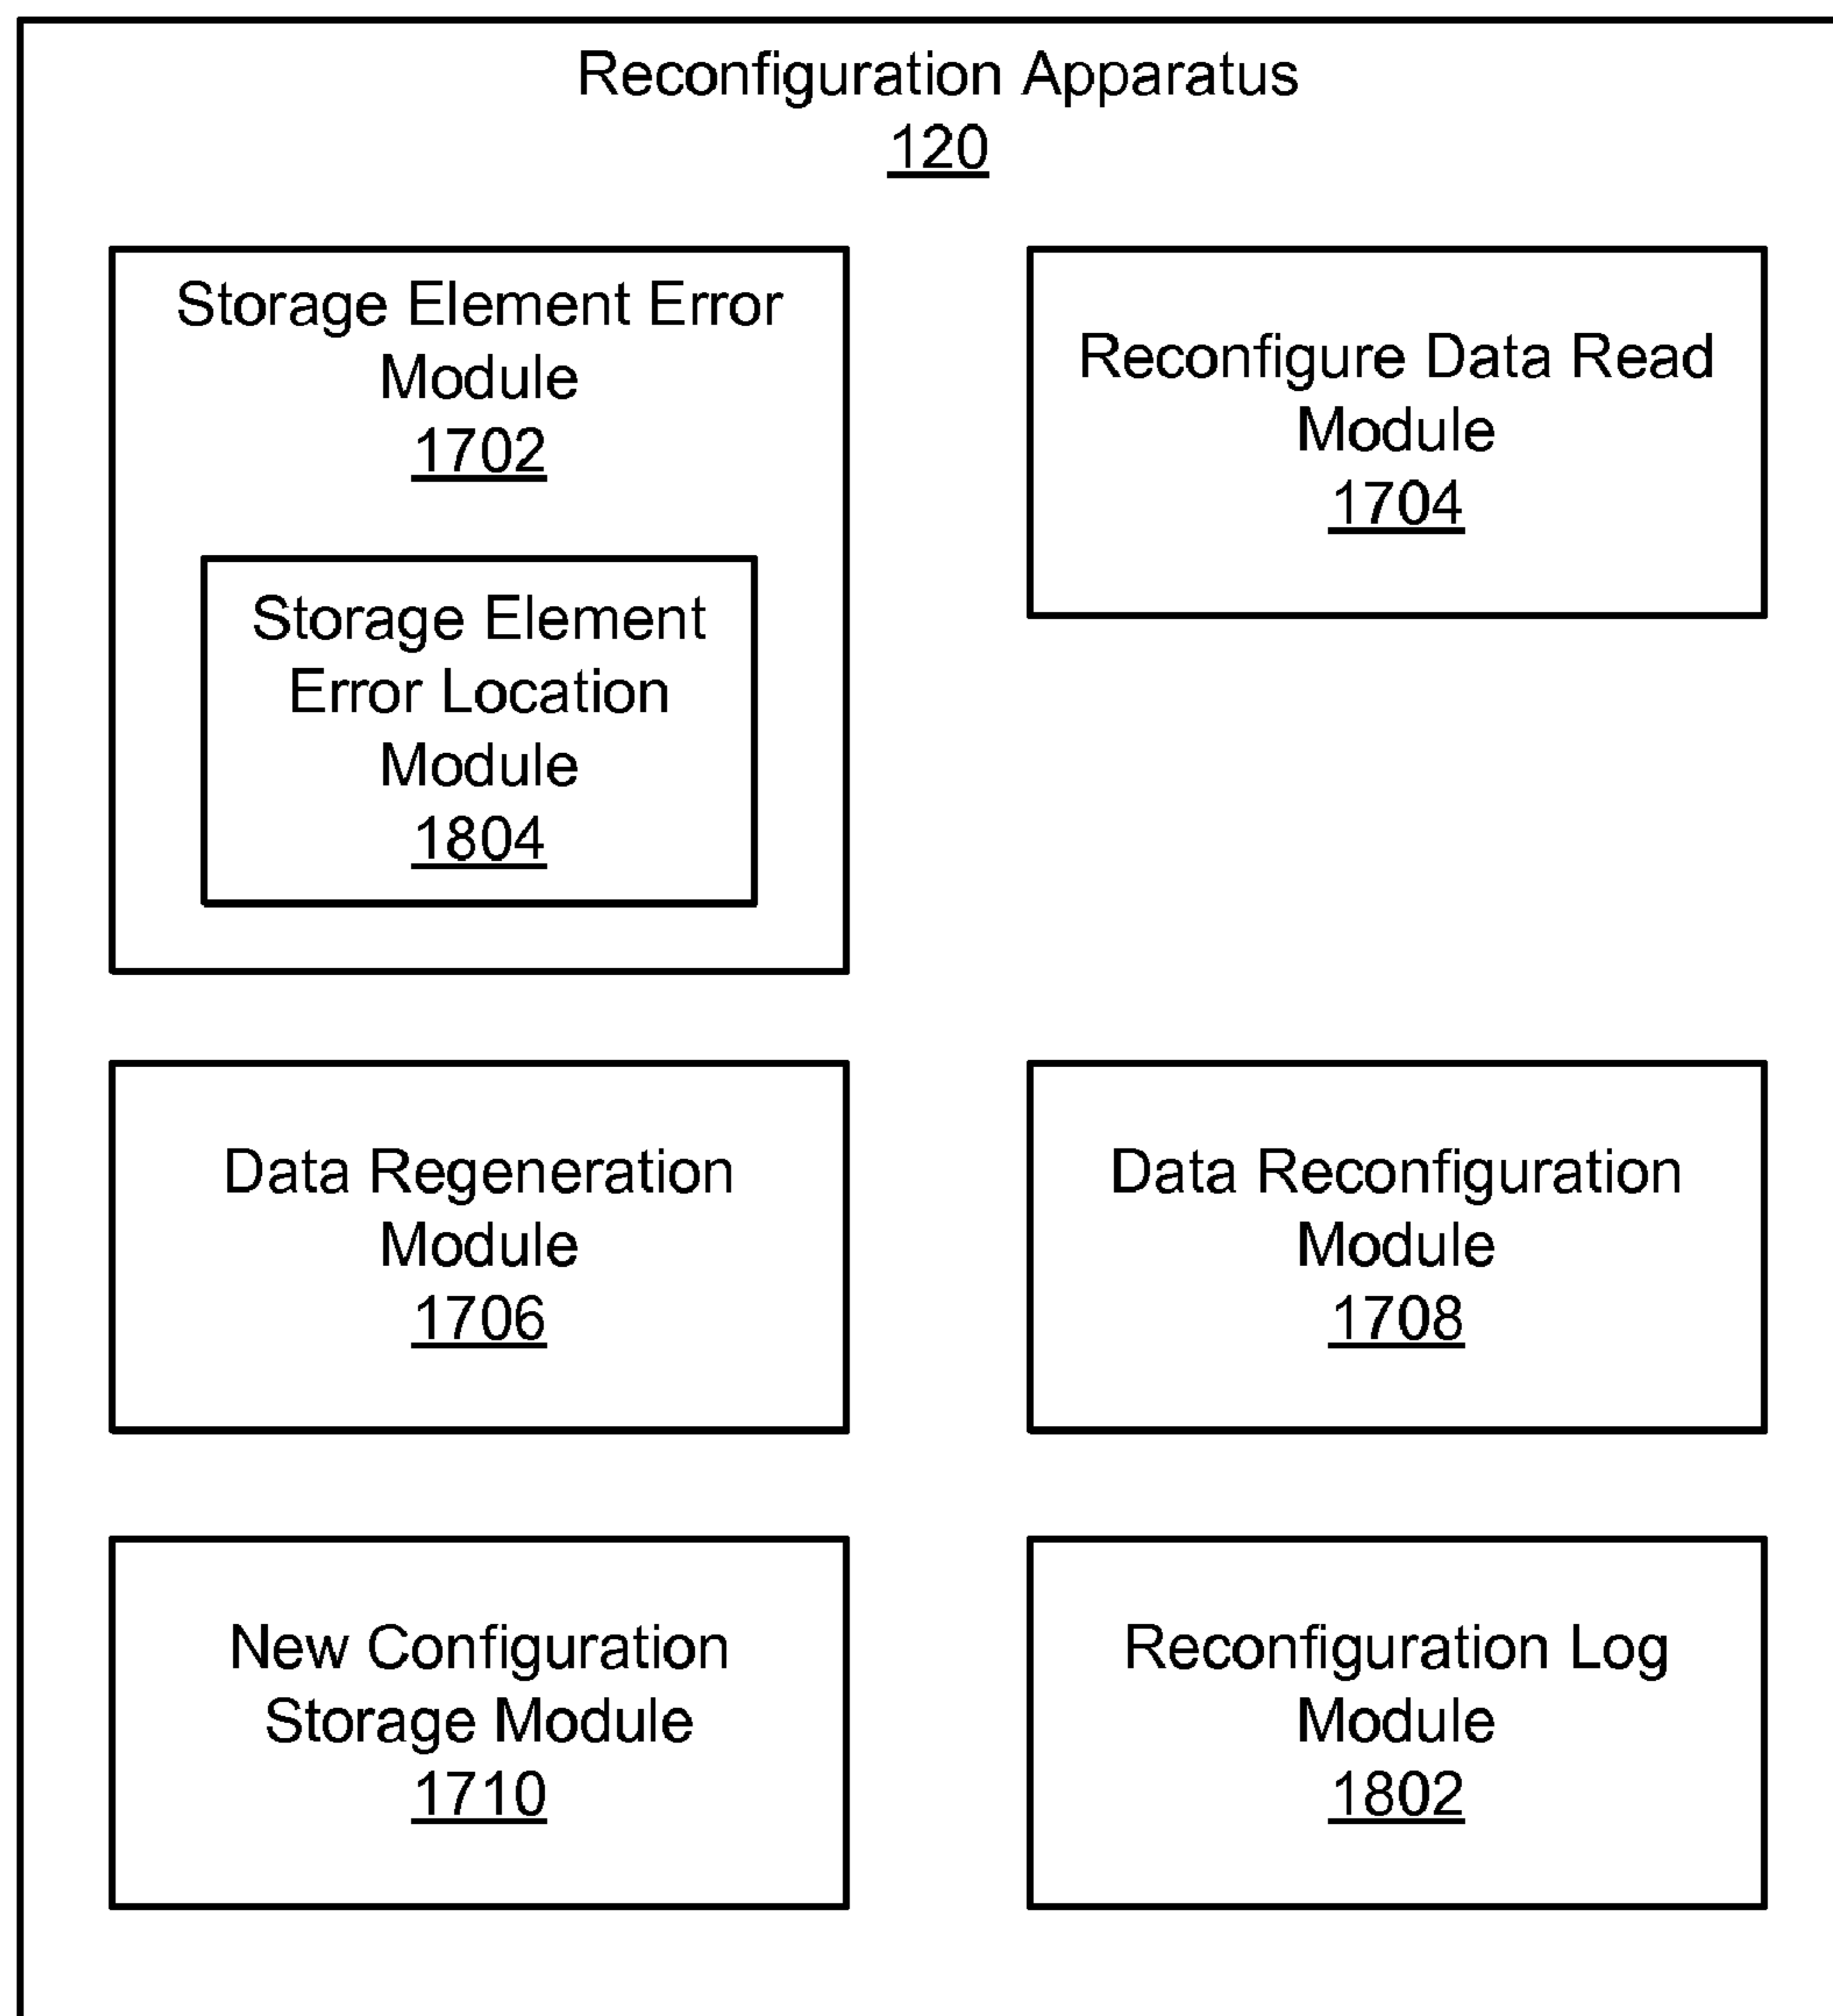 Reconfiguration Apparatus
120
Storage Element Error
Module
1702
Storage Element
Error Location
Module
1804
Reconfigure Data Read
Module
1704
Data Regeneration
Module
1706
Data Reconfiguration
Module
1708
New Configuration
Storage Module
1710
Reconfiguration Log
Module
1802